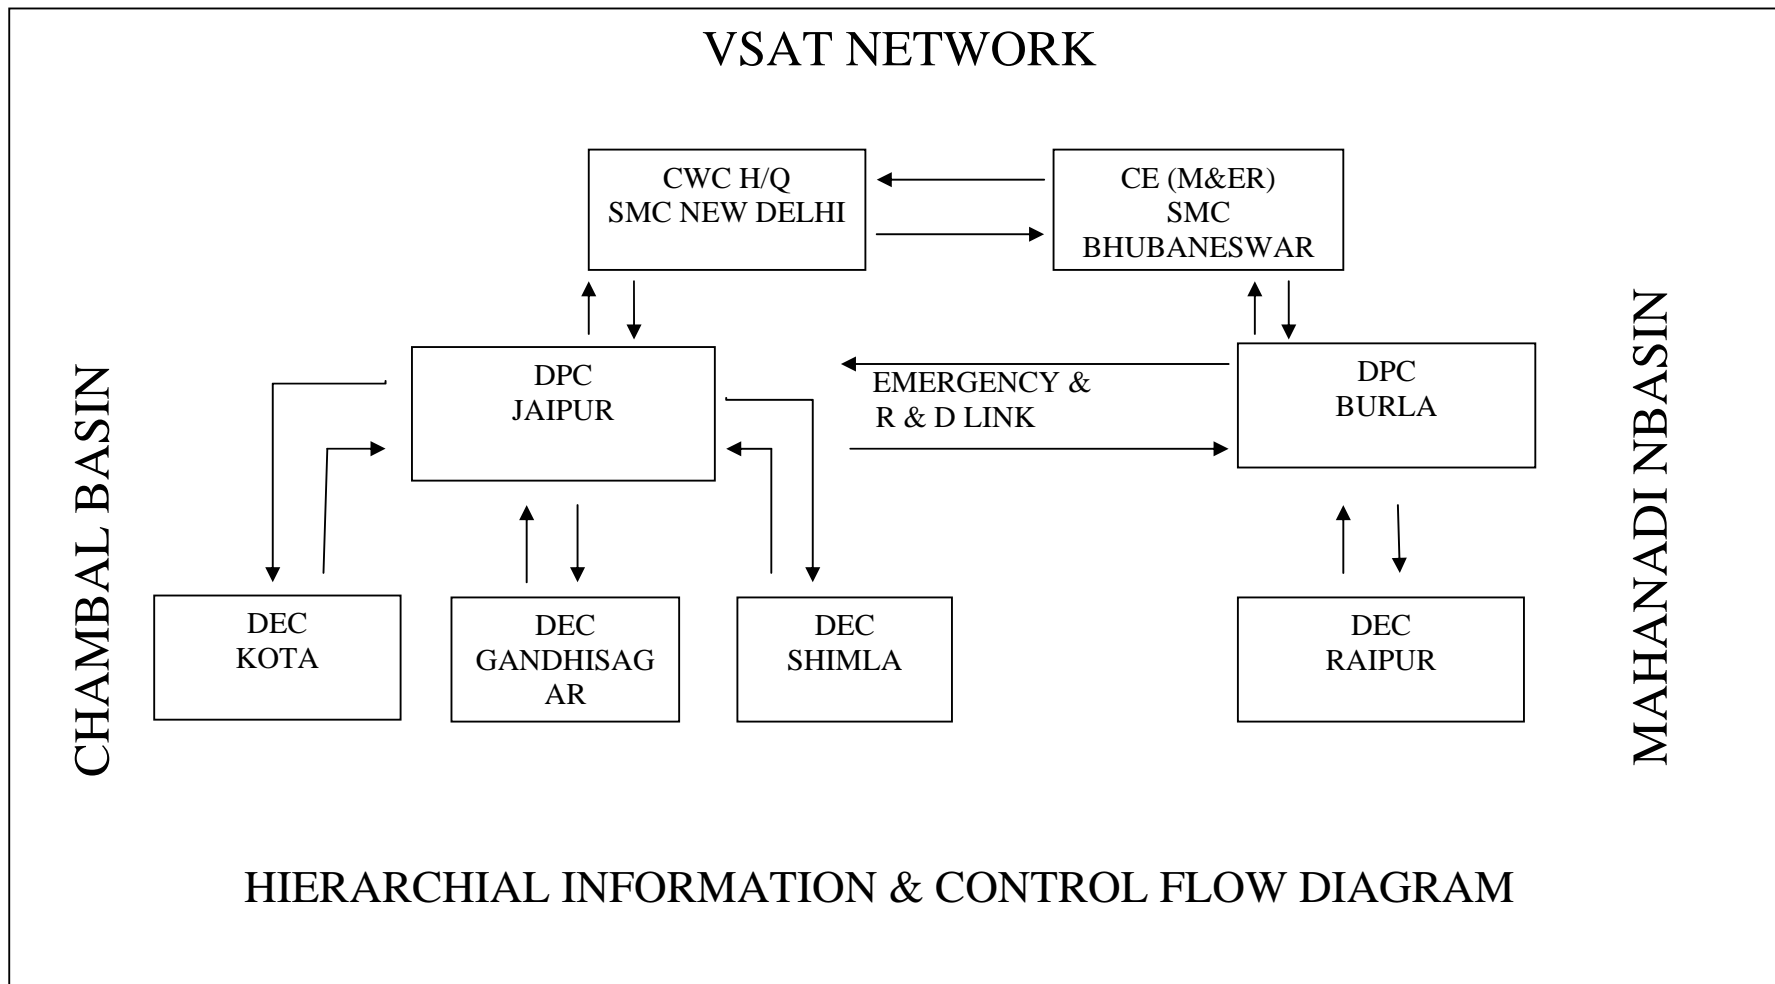 VSAT NETWORK
CWC H/Q
SMC NEW DELHI
CE (M&ER)
SMC
BHUBANESWAR
CHAMBAL BASIN
DPC
JAIPUR
EMERGENCY &
R & D LINK
DPC
BURLA
MAHANADI NBASIN
DEC
KOTA
DEC
GANDHISAG
AR
DEC
SHIMLA
DEC
RAIPUR
HIERARCHIAL INFORMATION & CONTROL FLOW DIAGRAM